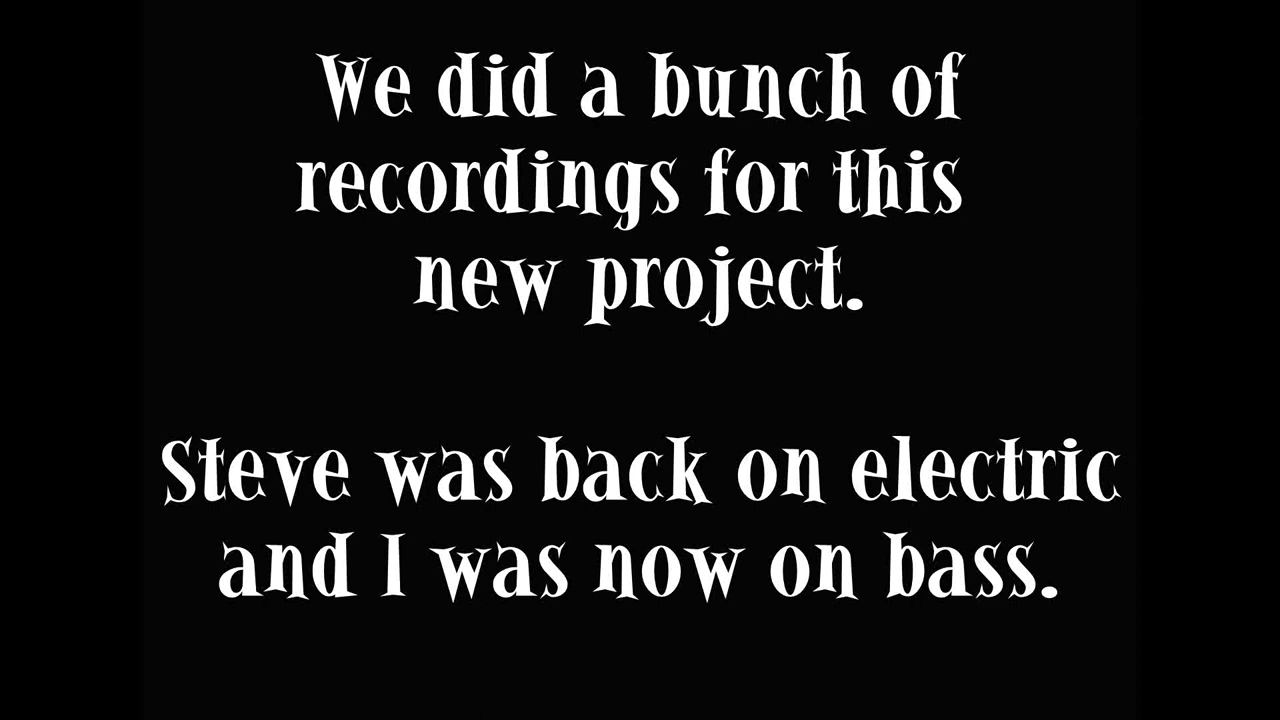 We did a bunch of
recordings for this
new project.
Steve was back on electric
and I was now on bass.